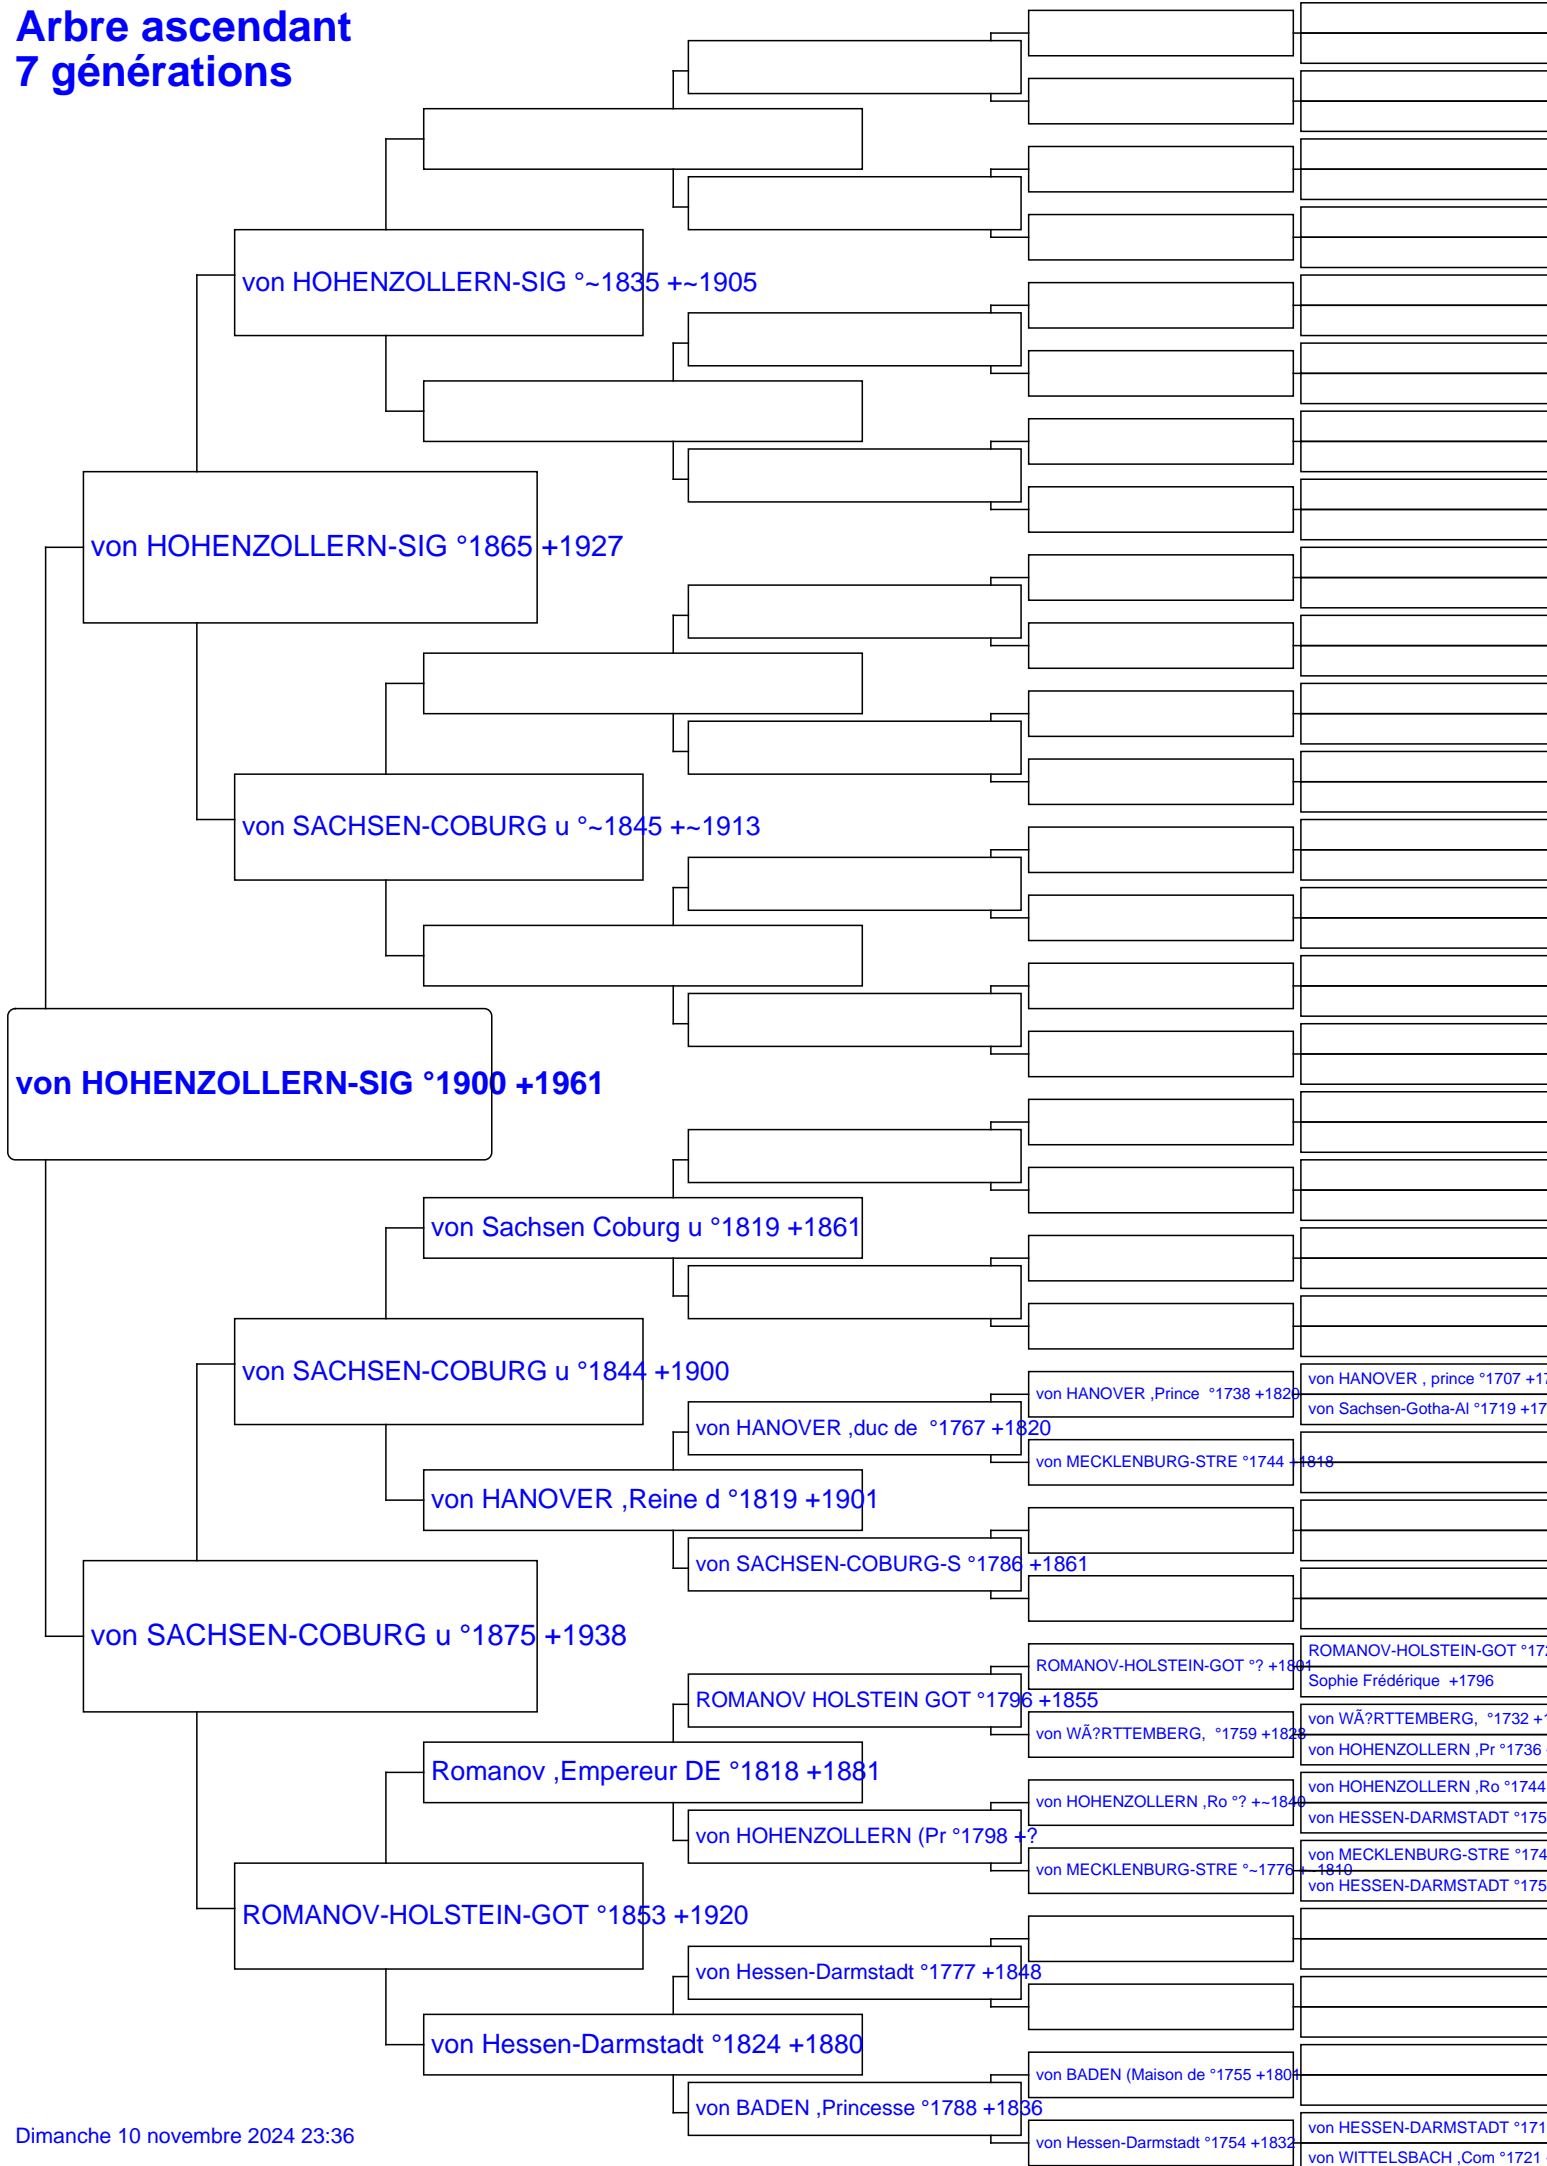 Arbre ascendant
7 générations
von HOHENZOLLERN-SIG °~1835 +~1905
von HOHENZOLLERN-SIG °1865 +1927
von SACHSEN-COBURG u °~1845 +~1913
von HOHENZOLLERN-SIG °1900 +1961
von Sachsen Coburg u °1819 +1861
von SACHSEN-COBURG u °1844 +1900
von HANOVER , prince °1707 +17
von HANOVER ,Prince °1738 +1820
von Sachsen-Gotha-Al °1719 +17
von HANOVER ,duc de °1767 +1820
von MECKLENBURG-STRE °1744 +1818
von HANOVER ,Reine d °1819 +1901
von SACHSEN-COBURG-S °1786 +1861
von SACHSEN-COBURG u °1875 +1938
ROMANOV-HOLSTEIN-GOT °172
ROMANOV-HOLSTEIN-GOT °? +1801
Sophie Frédérique +1796
ROMANOV HOLSTEIN GOT °1796 +1855
von WÃ?RTTEMBERG, °1732 +1
von WÃ?RTTEMBERG, °1759 +1828
von HOHENZOLLERN ,Pr °1736
Romanov ,Empereur DE °1818 +1881
von HOHENZOLLERN ,Ro °1744
von HOHENZOLLERN ,Ro °? +~1840
von HESSEN-DARMSTADT °175
von HOHENZOLLERN (Pr °1798 +?
von MECKLENBURG-STRE °174
von MECKLENBURG-STRE °~1776 +~1810
von HESSEN-DARMSTADT °175
ROMANOV-HOLSTEIN-GOT °1853 +1920
von Hessen-Darmstadt °1777 +1848
von Hessen-Darmstadt °1824 +1880
von BADEN (Maison de °1755 +1801
von BADEN ,Princesse °1788 +1836
von HESSEN-DARMSTADT °171
von Hessen-Darmstadt °1754 +1832
von WITTELSBACH ,Com °1721
Dimanche 10 novembre 2024 23:36